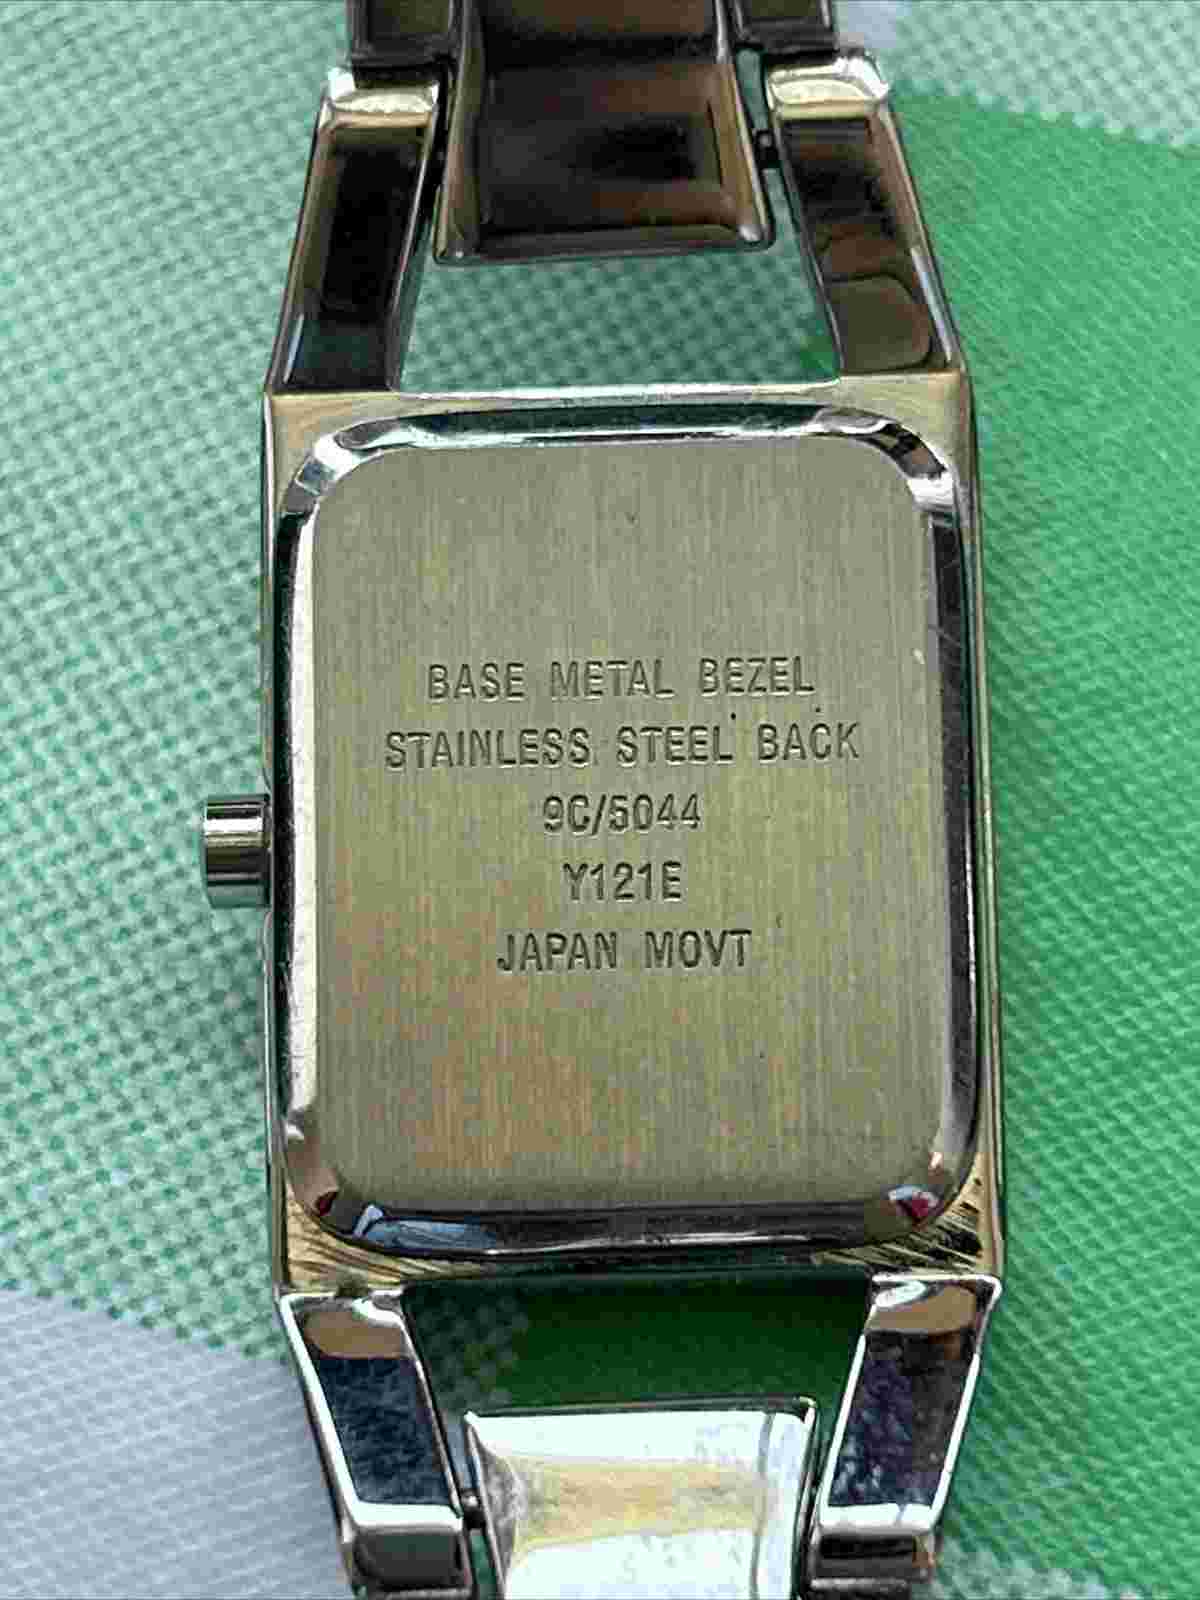 BASE METAL BEZEL
STAINLESS STEEL BACK
9C/5044
Y121E
JAPAN MOVT